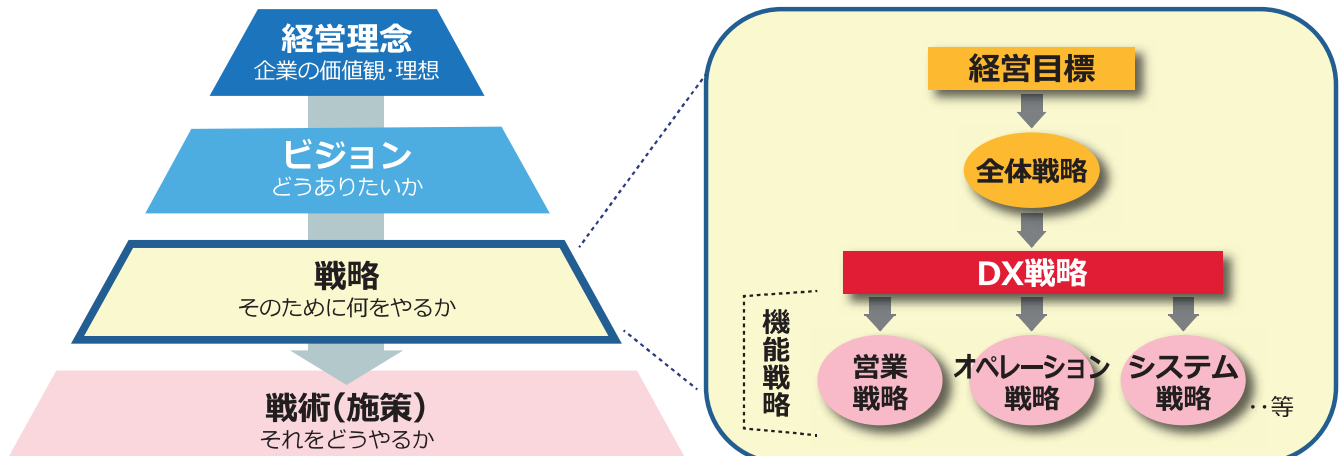 経営理念
企業の価値観・理想
ビジョン
どうありたいか
戦略
そのために何をやるか
戦術(施策)
それをどうやるか
経営目標
全体戦略
DX戦略
機能戦略
営業
戦略
オペレーション
戦略
システム
戦略
‥等